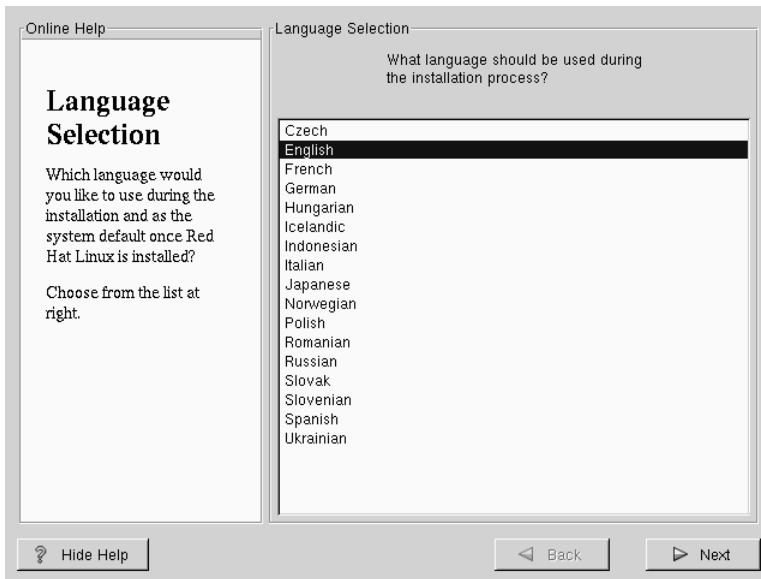 Online Help
Language
Selection
Which language would
you like to use during the
installation and as the
system default once Red
Hat Linux is installed?
Choose from the list at
right.
Language Selection
What language should be used during
the installation process?
Czech
English
French
German
Hungarian
Icelandic
Indonesian
Italian
Japanese
Norwegian
Polish
Romanian
Russian
Slovak
Slovenian
Spanish
Ukrainian
Hide Help
Back
Next